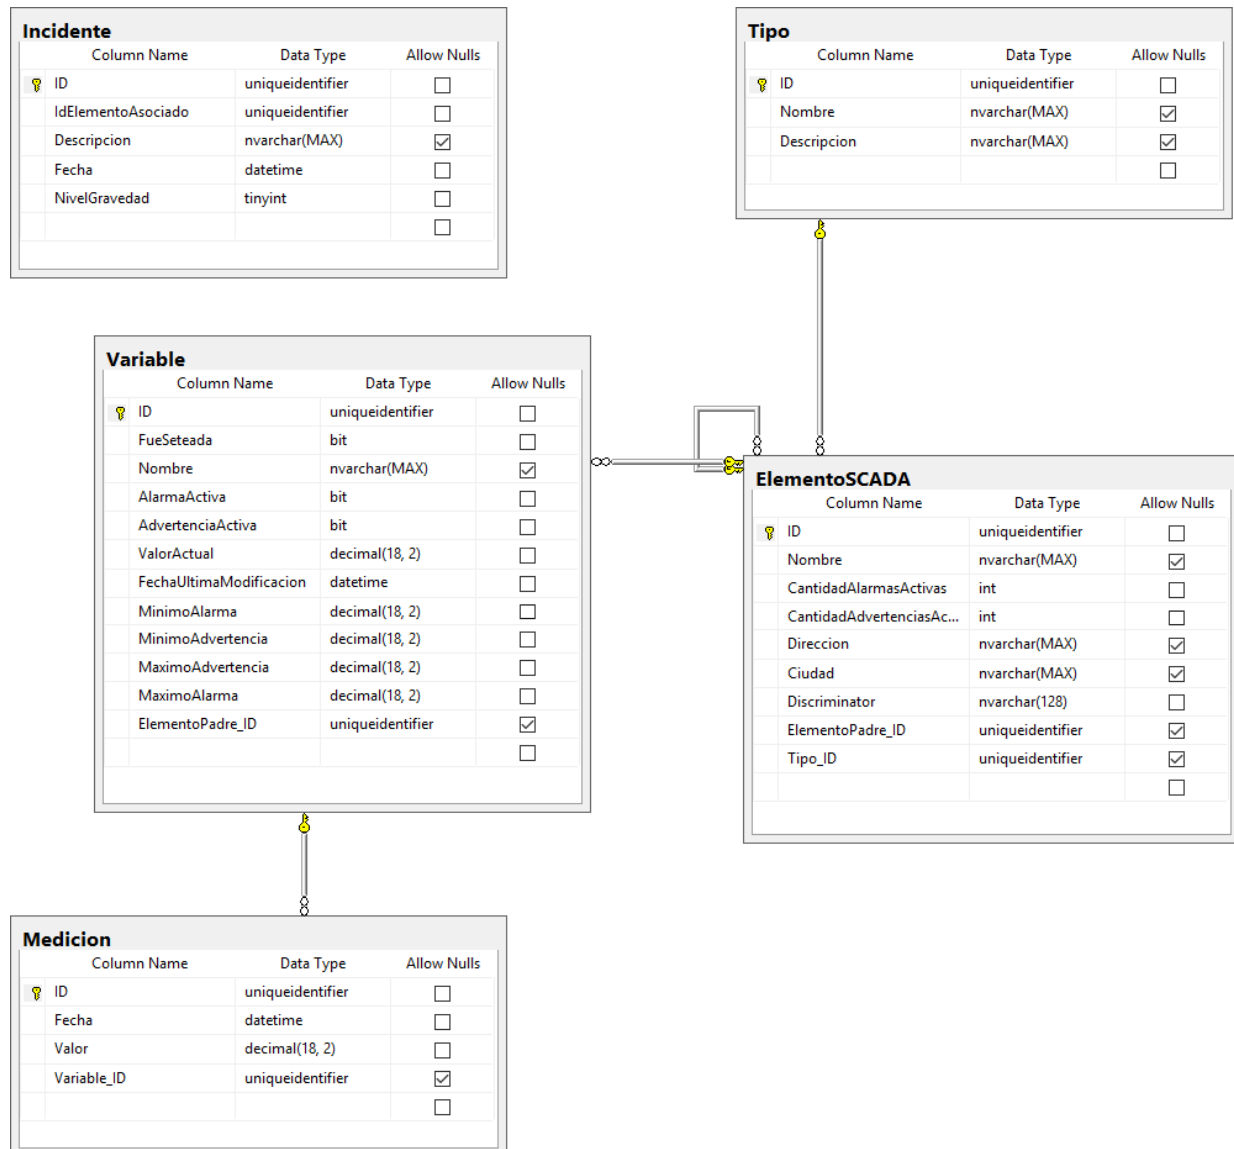 Incidente
Column Name Data Type Allow Nulls
ID uniqueidentifier
IdElementoAsociado uniqueidentifier
Descripcion nvarchar(MAX)
Fecha datetime
NivelGravedad tinyint
Tipo
Column Name Data Type Allow Nulls
ID uniqueidentifier
Nombre nvarchar(MAX)
Descripcion nvarchar(MAX)
Variable
Column Name Data Type Allow Nulls
ID uniqueidentifier
FueSeteada bit
Nombre nvarchar(MAX)
AlarmaActiva bit
AdvertenciaActiva bit
ValorActual decimal(18, 2)
FechaUltimaModificacion datetime
MinimoAlarma decimal(18, 2)
MinimoAdvertencia decimal(18, 2)
MaximoAdvertencia decimal(18, 2)
MaximoAlarma decimal(18, 2)
ElementoPadre_ID uniqueidentifier
ElementoSCADA
Column Name Data Type Allow Nulls
ID uniqueidentifier
Nombre nvarchar(MAX)
CantidadAlarmasActivas int
CantidadAdvertenciasAc... int
Direccion nvarchar(MAX)
Ciudad nvarchar(MAX)
Discriminator nvarchar(128)
ElementoPadre_ID uniqueidentifier
Tipo_ID uniqueidentifier
Medicion
Column Name Data Type Allow Nulls
ID uniqueidentifier
Fecha datetime
Valor decimal(18, 2)
Variable_ID uniqueidentifier